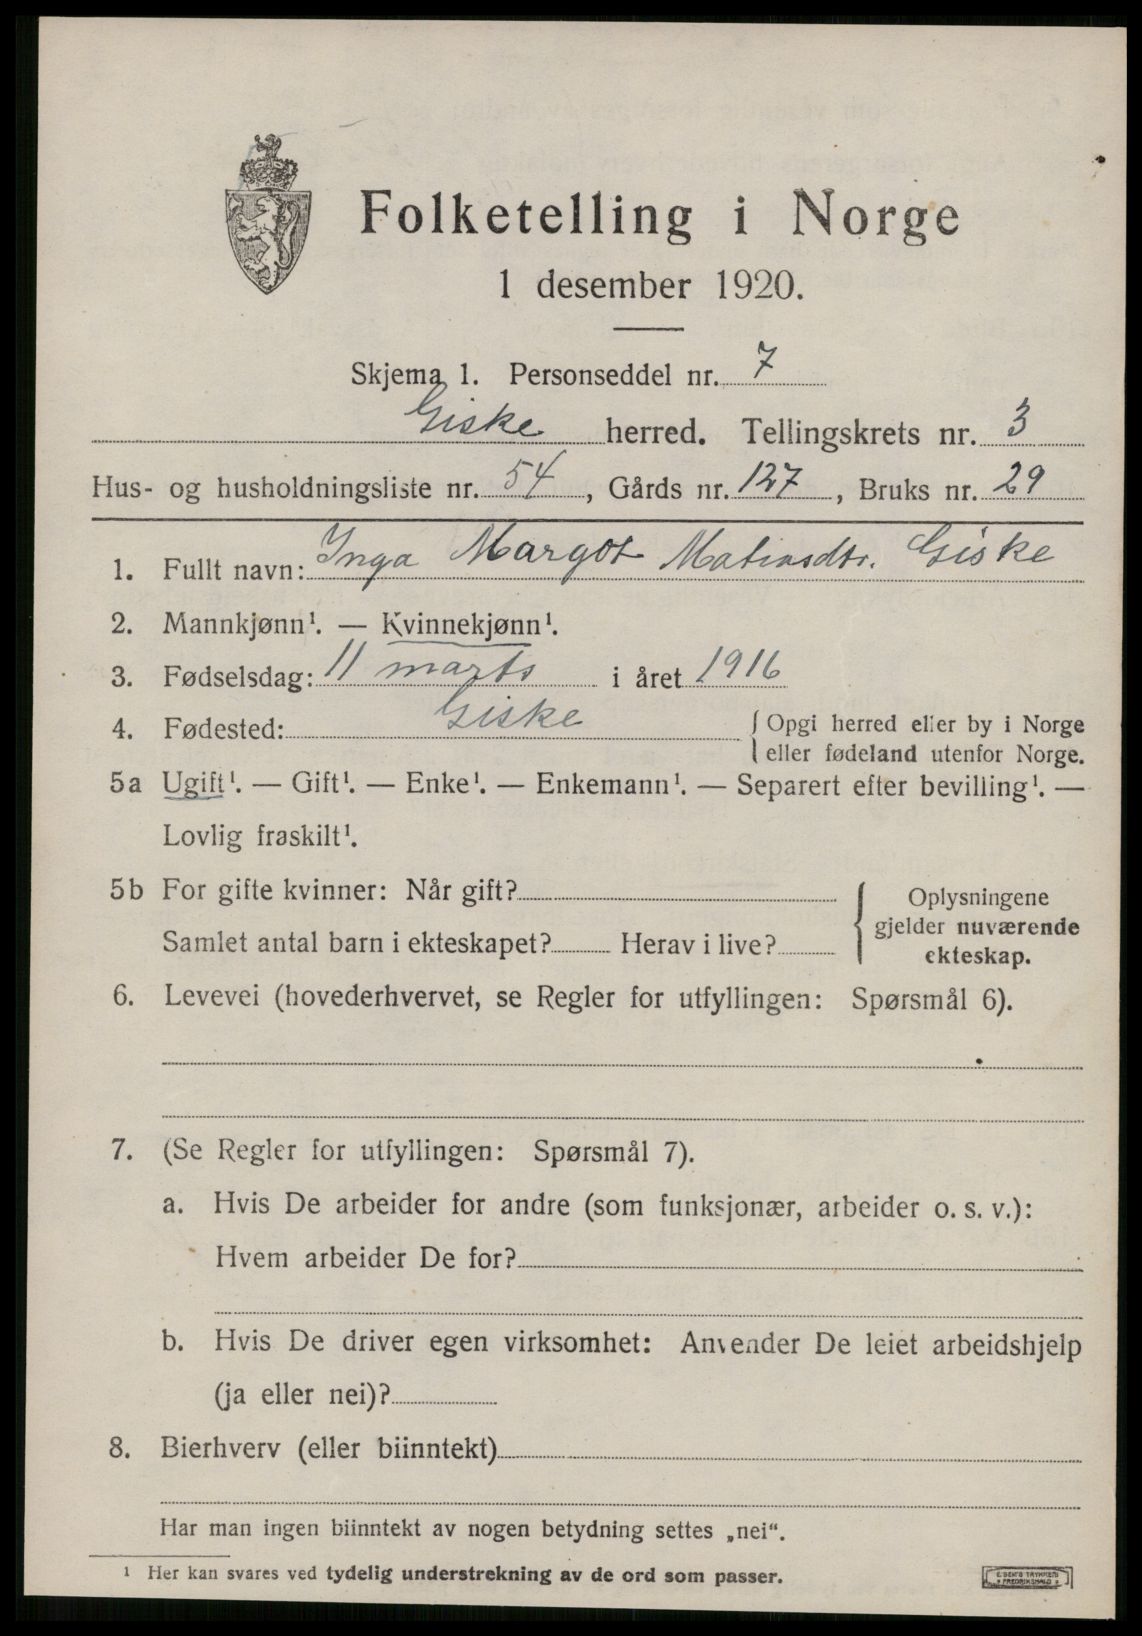 Folketelling i Norge
1 desember 1920.
Skjema 1. Personseddel nr. 7
Giske herred. Tellingskrets nr. 3
Hus- og husholdningsliste nr. 54, Gårds nr. 127, Bruks nr. 29
1. Fullt navn: Inga Margot Matiasdtr. Giske
2. Mannkjønn¹. — Kvinnekjønn¹.
3. Fødselsdag: 11 marts i året 1916
4. Fødested: Giske { Opgi herred eller by i Norge
eller fødeland utenfor Norge.
5a Ugift¹. — Gift¹. — Enke¹. — Enkemann¹. — Separert efter bevilling¹. —
Lovlig fraskilt¹.
5b For gifte kvinner: Når gift?
Samlet antal barn i ekteskapet? Herav i live?
{ Oplysningene
gjelder nuværende
ekteskap.
6. Levevei (hovederhvervet, se Regler for utfyllingen: Spørsmål 6).
7. (Se Regler for utfyllingen: Spørsmål 7).
a. Hvis De arbeider for andre (som funksjonær, arbeider o. s. v.):
Hvem arbeider De for?
b. Hvis De driver egen virksomhet: Anvender De leiet arbeidshjelp
(ja eller nei)?
8. Bierhverv (eller biinntekt)
Har man ingen biinntekt av nogen betydning settes „nei“.
¹ Her kan svares ved tydelig understrekning av de ord som passer.
FREDRIKSHALD